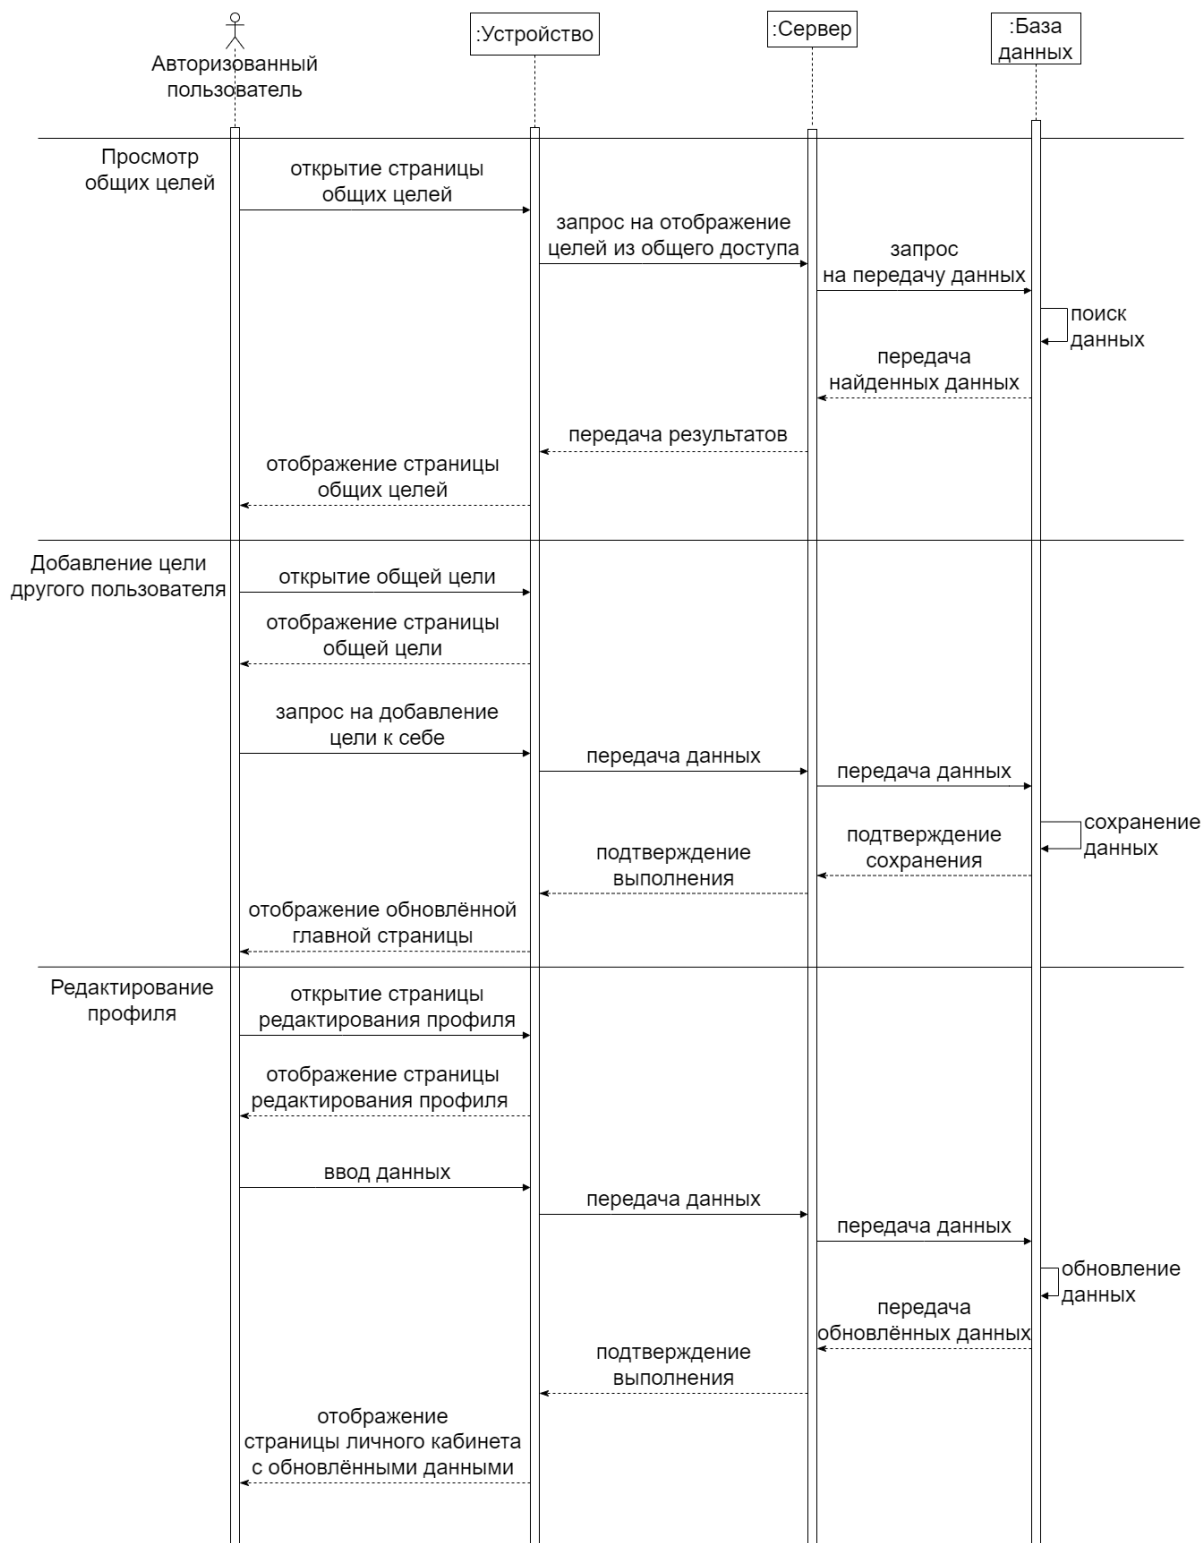 Авторизованный
пользователь
:Устройство
:Сервер
:База
данных
Просмотр
общих целей
открытие страницы
общих целей
запрос на отображение
целей из общего доступа
запрос
на передачу данных
поиск
данных
передача
найденных данных
передача результатов
отображение страницы
общих целей
Добавление цели
другого пользователя
открытие общей цели
отображение страницы
общей цели
запрос на добавление
цели к себе
передача данных
передача данных
сохранение
данных
подтверждение
сохранения
подтверждение
выполнения
отображение обновлённой
главной страницы
Редактирование
профиля
открытие страницы
редактирования профиля
отображение страницы
редактирования профиля
ввод данных
передача данных
передача данных
обновление
данных
передача
обновлённых данных
подтверждение
выполнения
отображение
страницы личного кабинета
с обновлёнными данными